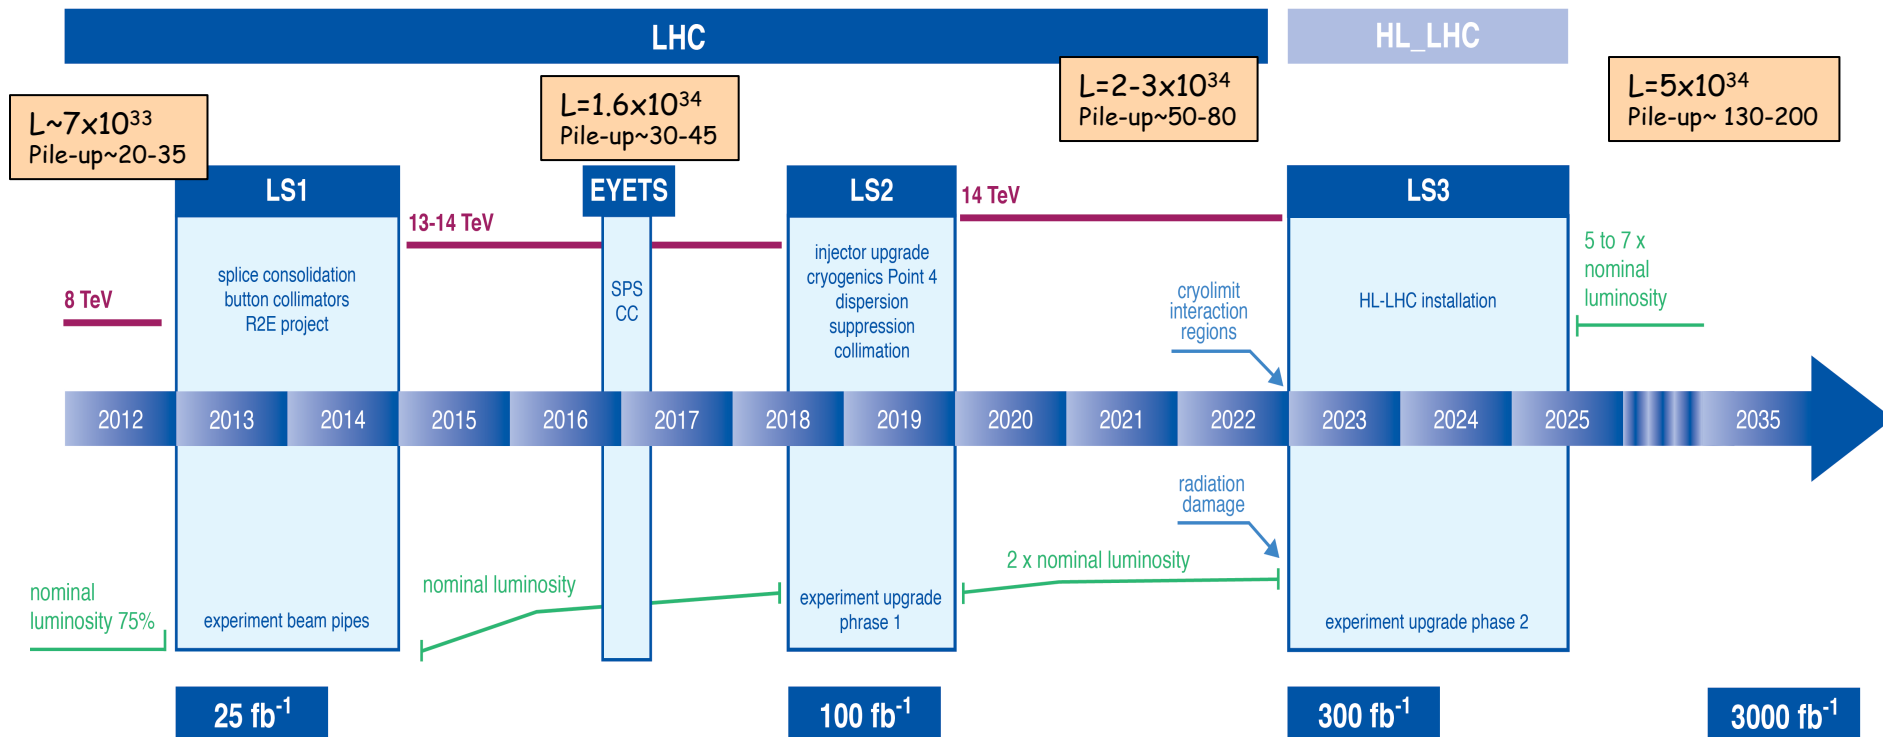 LHC
HL_LHC
L~7x10³³
Pile-up~20-35
L=1.6x10³⁴
Pile-up~30-45
L=2-3x10³⁴
Pile-up~50-80
L=5x10³⁴
Pile-up~ 130-200
LS1
EYETS
LS2
LS3
8 TeV
13-14 TeV
14 TeV
splice consolidation
button collimators
R2E project
SPS
CC
injector upgrade
cryogenics Point 4
dispersion
suppression
collimation
cryolimit
interaction
regions
HL-LHC installation
5 to 7 x
nominal
luminosity
2012
2013
2014
2015
2016
2017
2018
2019
2020
2021
2022
2023
2024
2025
2035
radiation
damage
nominal
luminosity 75%
experiment beam pipes
nominal luminosity
experiment upgrade
phrase 1
2 x nominal luminosity
experiment upgrade phase 2
25 fb⁻¹
100 fb⁻¹
300 fb⁻¹
3000 fb⁻¹